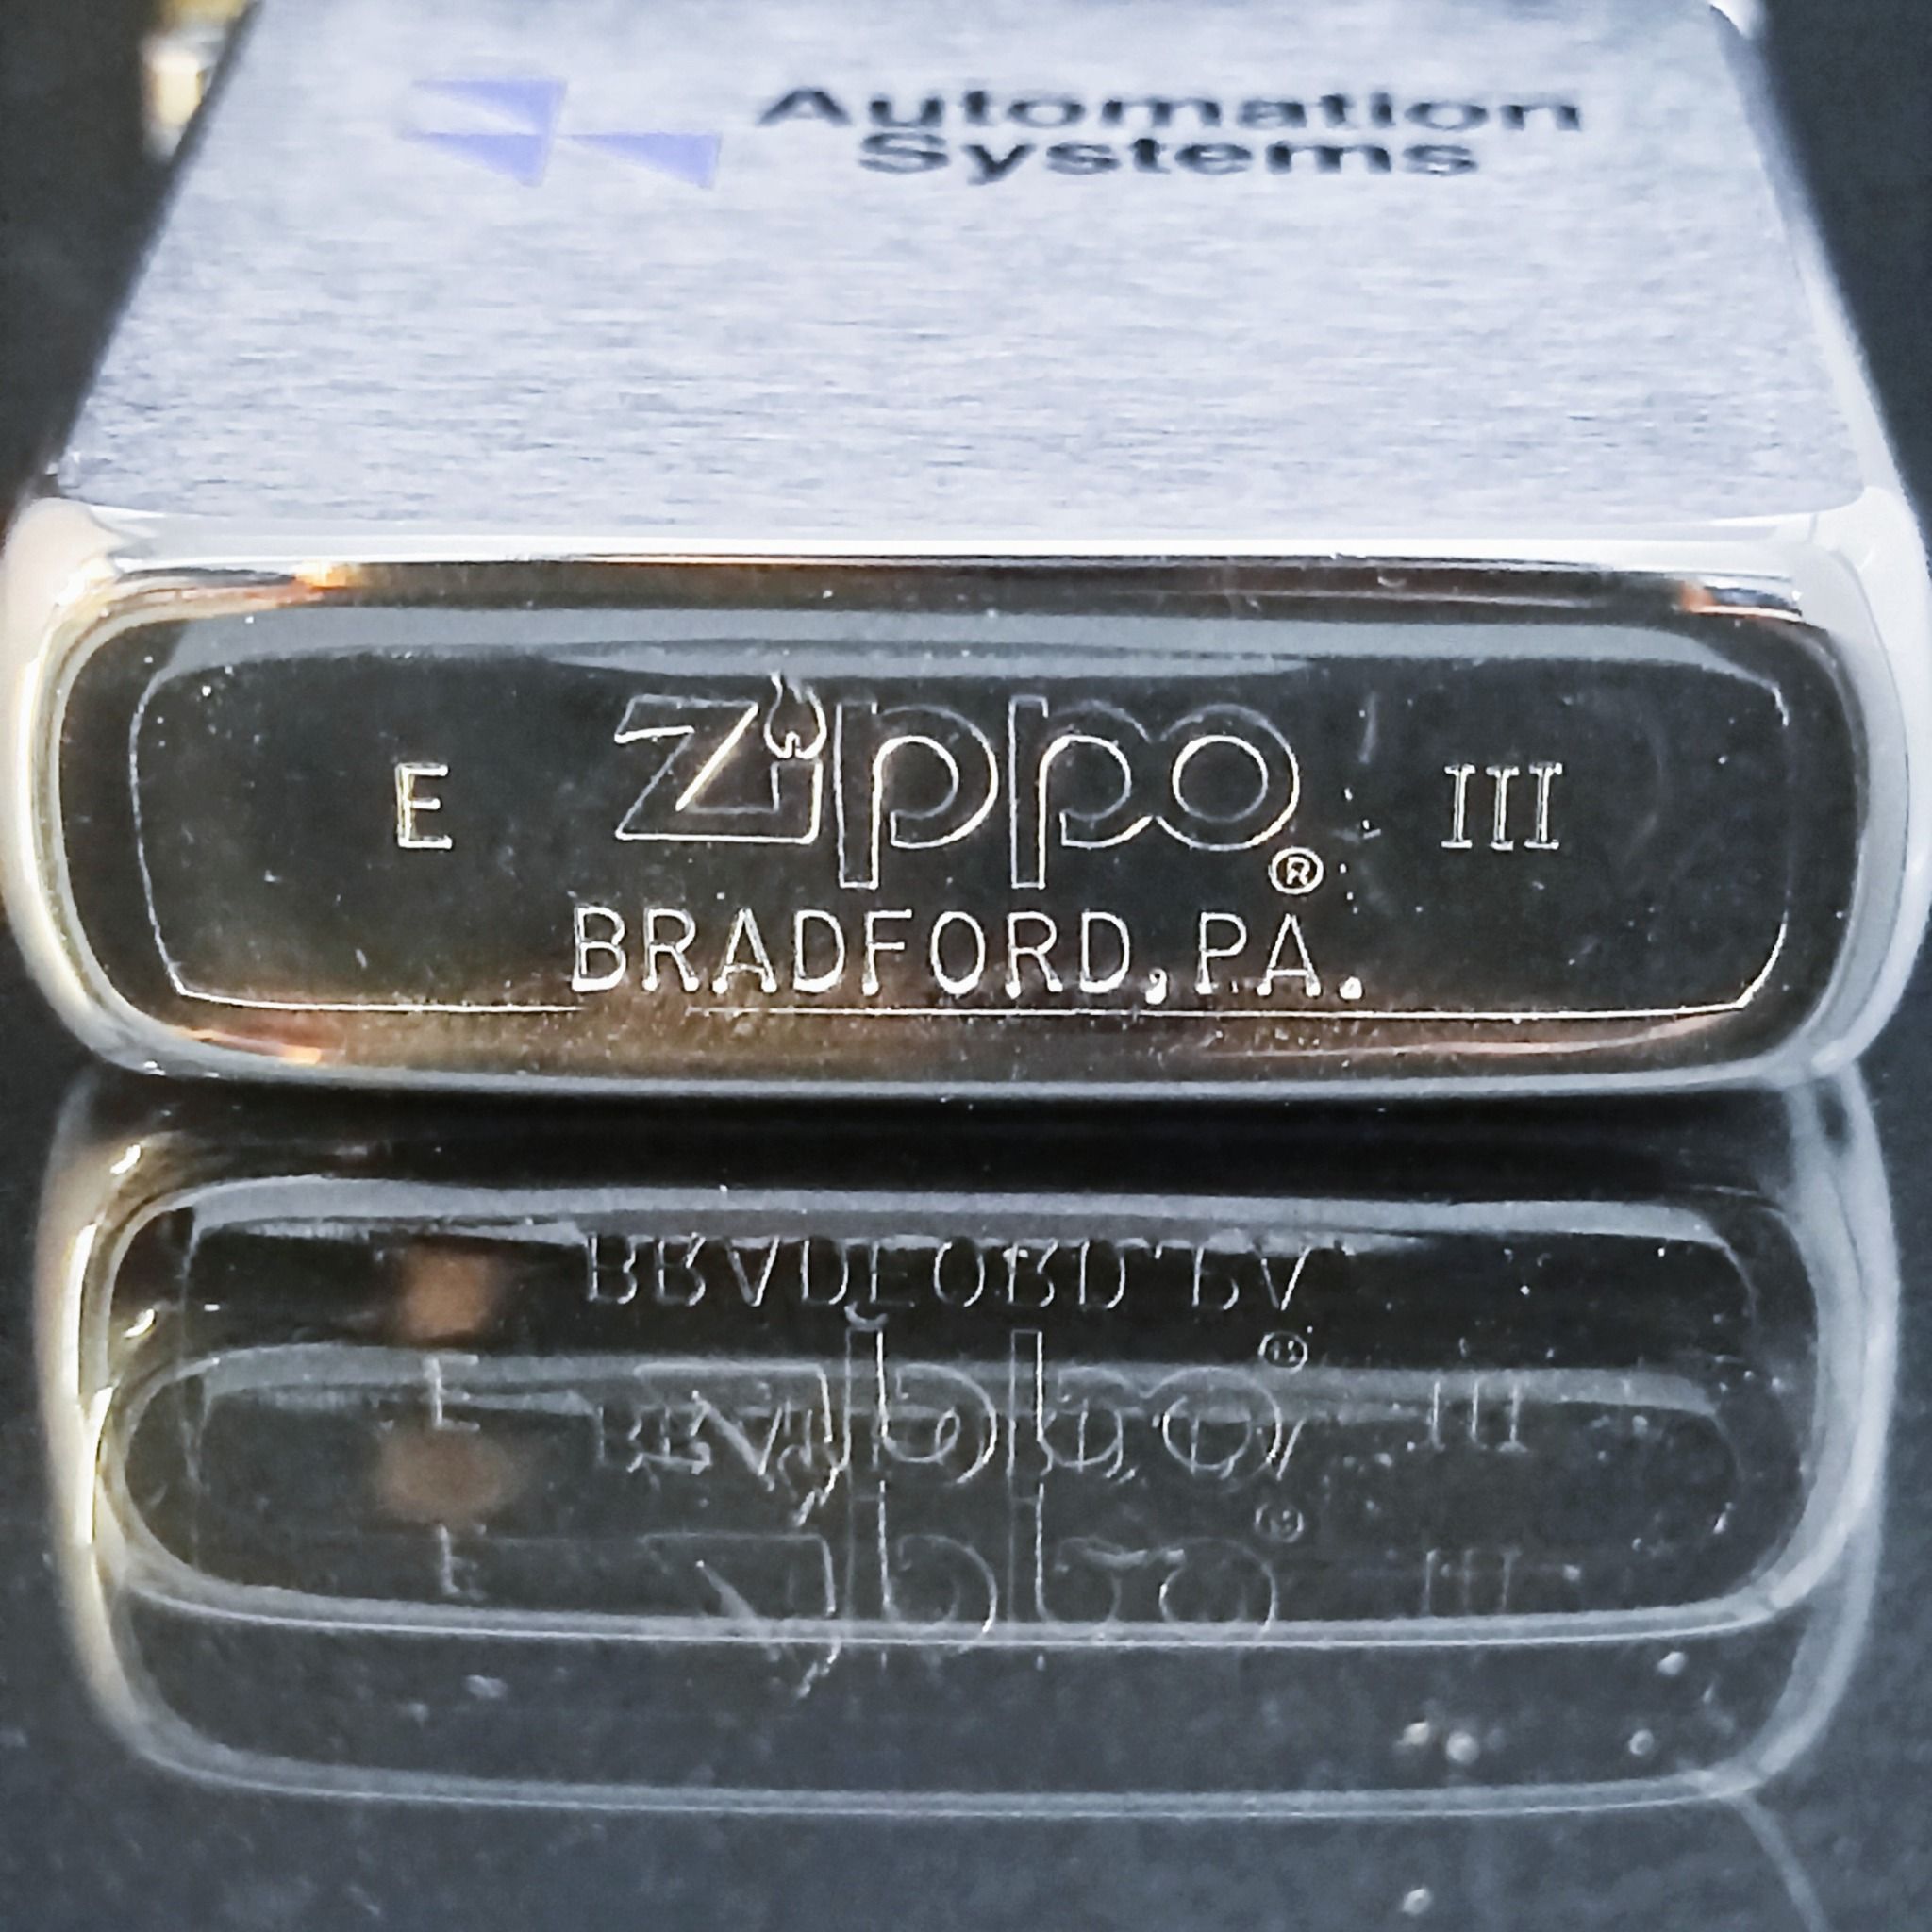 Automation
Systems
E Zippo ® III
BRADFORD, PA.